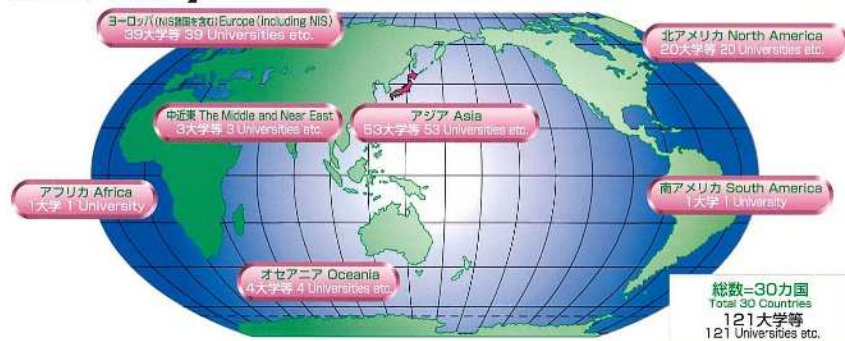 ヨーロッパ(NIS諸国を含む)Europe(including NIS)
39大学等 39 Universities etc.
北アメリカ North America
20大学等 20 Universities etc.
中近東 The Middle and Near East
3大学等 3 Universities etc.
アジア Asia
53大学等 53 Universities etc.
アフリカ Africa
1大学 1 University
南アメリカ South America
1大学 1 University
オセアニア Oceania
4大学等 4 Universities etc.
総数=30カ国
Total 30 Countries
121大学等
121 Universities etc.